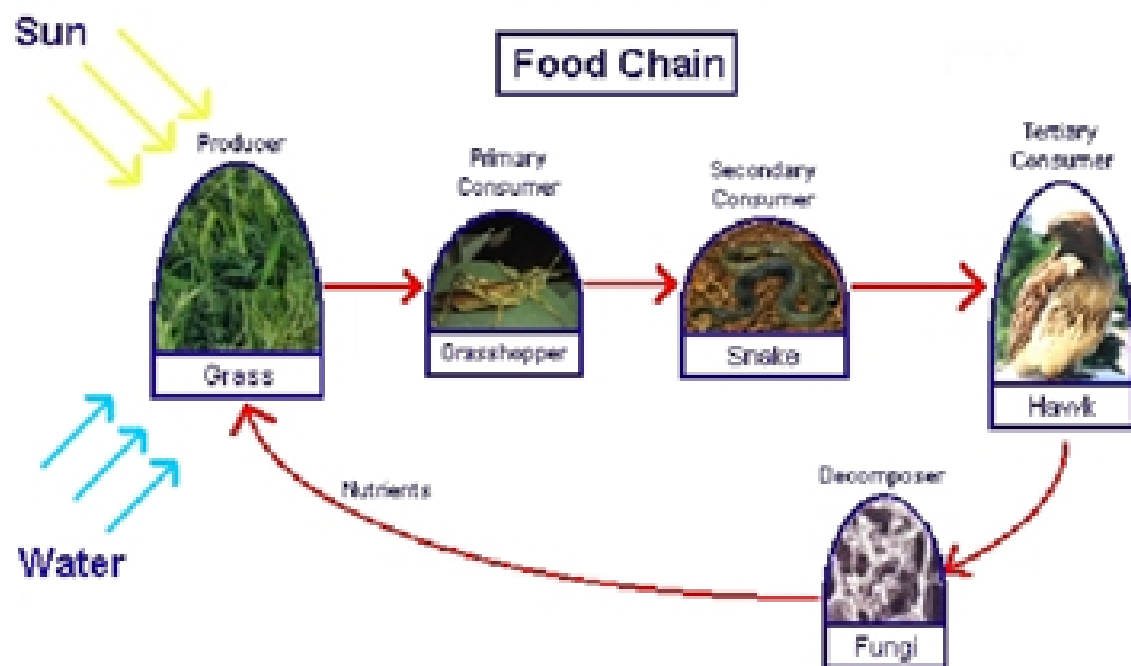 Sun
Food Chain
Producer
Primary
Consumer
Secondary
Consumer
Tertiary
Consumer
Grass
Grasshopper
Snake
Hawk
Nutrients
Decomposer
Water
Fungi